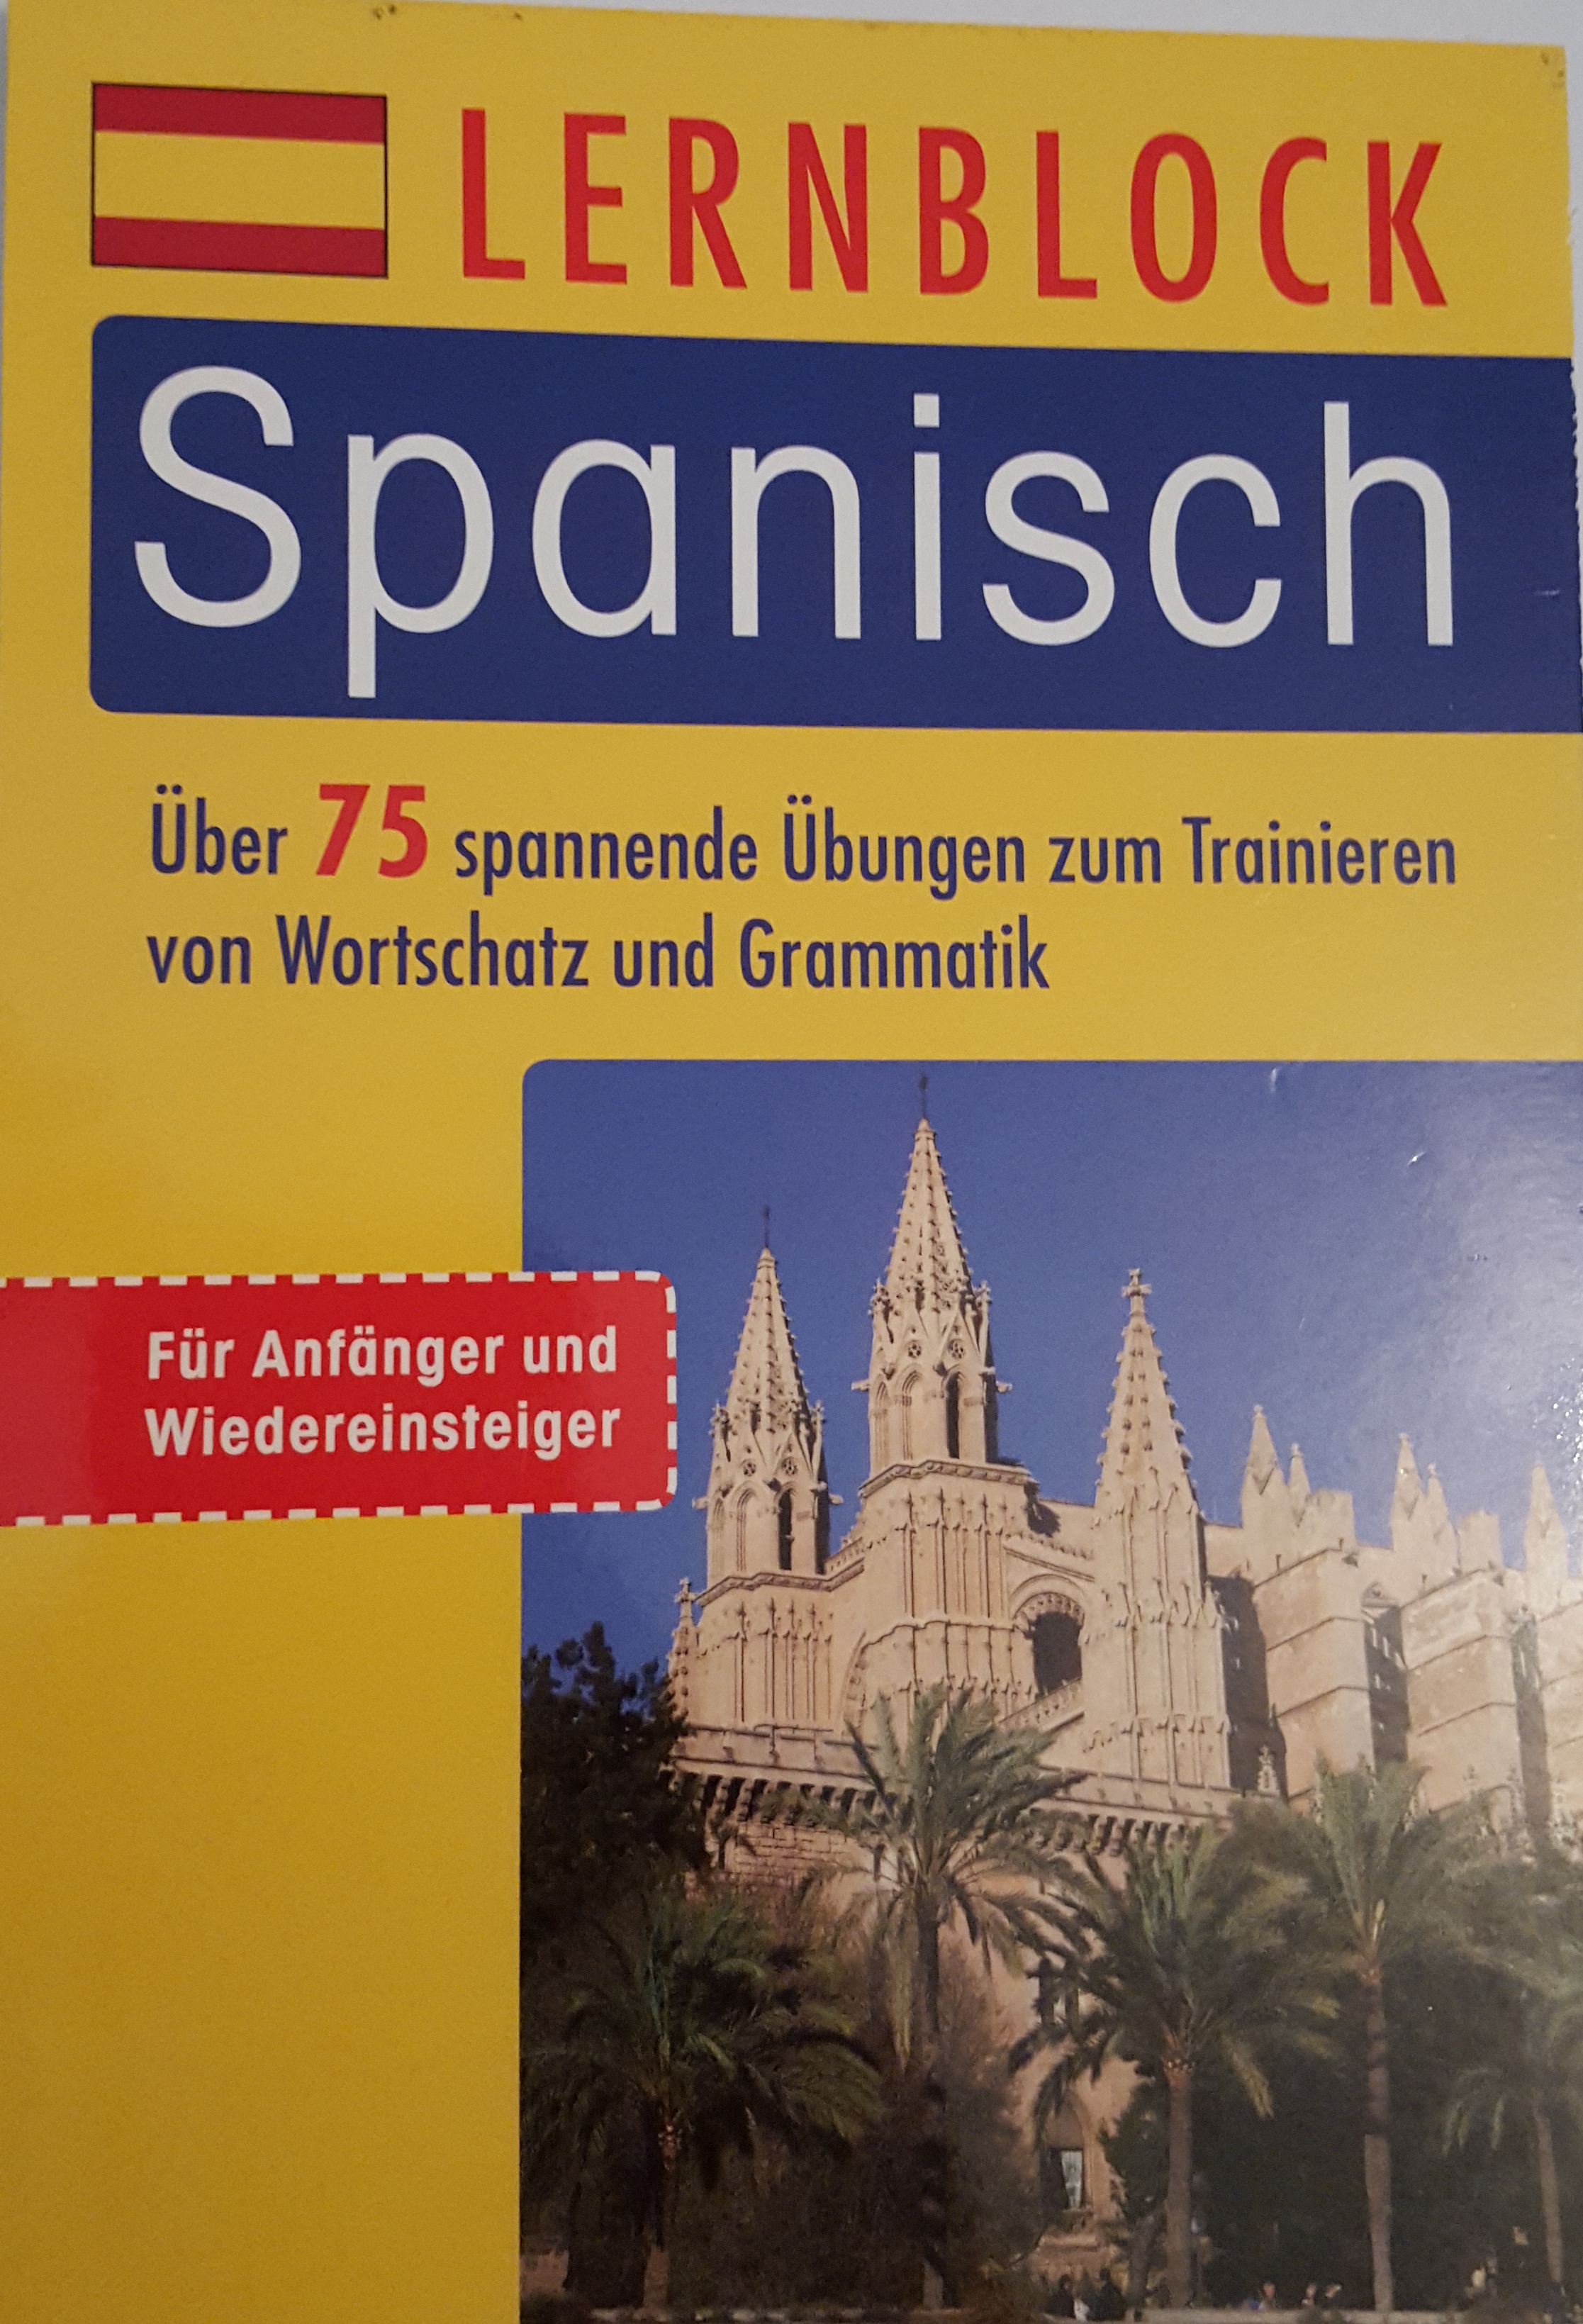 LERNBLOCK
Spanisch
Über 75 spannende Übungen zum Trainieren
von Wortschatz und Grammatik
Für Anfänger und
Wiedereinsteiger